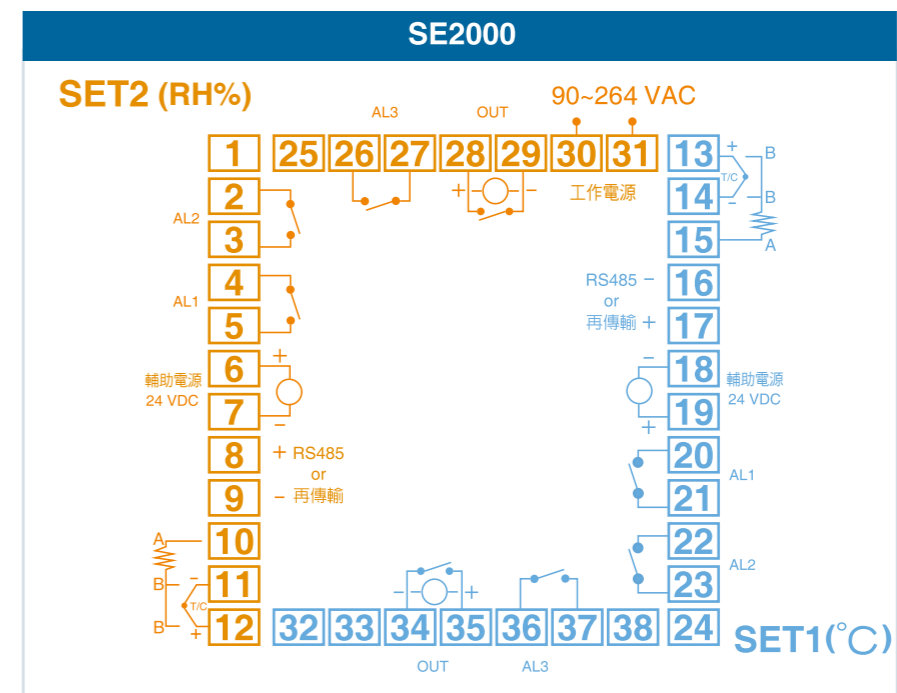 SE2000
SET2 (RH%)
AL3
OUT
90~264 VAC
1
25
26
27
28
29
30
31
13
+
B
T/C
+
-
工作電源
2
14
-
B
AL2
3
15
A
4
RS485 -
16
AL1
or
5
再傳輸 +
17
6
+
-
18
輔助電源
輔助電源
24 VDC
24 VDC
7
-
+
19
8
+ RS485
20
or
AL1
9
- 再傳輸
21
A
10
22
AL2
B
-
11
- +
23
T/C
B
+
12
32
33
34
35
36
37
38
24
SET1(°C)
OUT
AL3